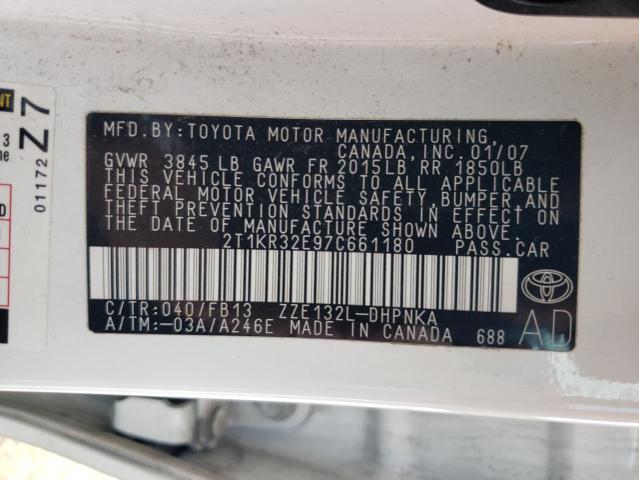 MFD. BY: TOYOTA MOTOR MANUFACTURING,
CANADA, INC. 01/07
GVWR 3845 LB GAWR FR 2015LB RR 1850LB
THIS VEHICLE CONFORMS TO ALL APPLICABLE
FEDERAL MOTOR VEHICLE SAFETY, BUMPER, AND
THEFT PREVENTION STANDARDS IN EFFECT ON
THE DATE OF MANUFACTURE SHOWN ABOVE.
2T1KR32E97C661180 PASS. CAR
C/TR: 040/FB13 ZZE132L-DHPNKA
A/TM:-03A/A246E MADE IN CANADA 688
AD
01172
Z7
NT
3
ne
D